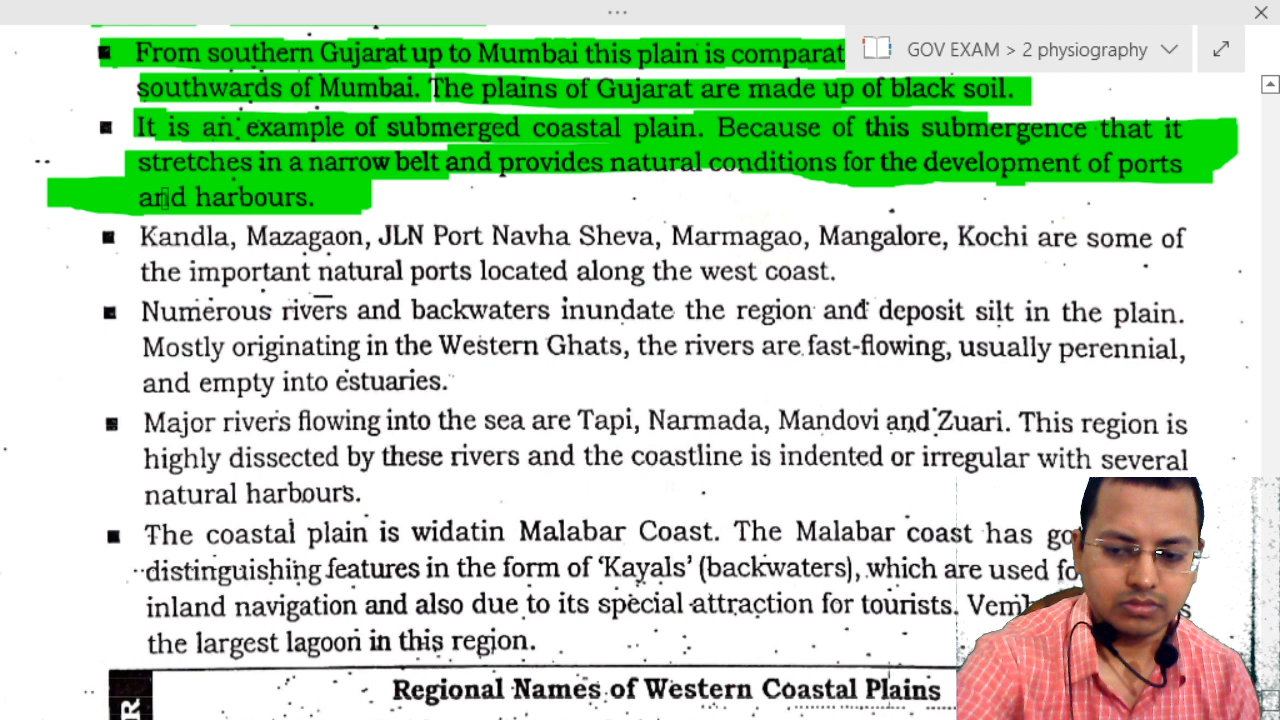 From southern Gujarat up to Mumbai this plain is comparat
GOV EXAM > 2 physiography
southwards of Mumbai. The plains of Gujarat are made up of black soil.
It is an example of submerged coastal plain. Because of this submergence that it
stretches in a narrow belt and provides natural conditions for the development of ports
and harbours.
Kandla, Mazagaon, JLN Port Navha Sheva, Marmagao, Mangalore, Kochi are some of
the important natural ports located along the west coast.
Numerous rivers and backwaters inundate the region and deposit silt in the plain.
Mostly originating in the Western Ghats, the rivers are fast-flowing, usually perennial,
and empty into estuaries.
Major rivers flowing into the sea are Tapi, Narmada, Mandovi and Zuari. This region is
highly dissected by these rivers and the coastline is indented or irregular with several
natural harbours.
The coastal plain is widatin Malabar Coast. The Malabar coast has go
distinguishing features in the form of 'Kayals' (backwaters), which are used fo
inland navigation and also due to its special attraction for tourists. Vemb
the largest lagoon in this region.
Regional Names of Western Coastal Plains